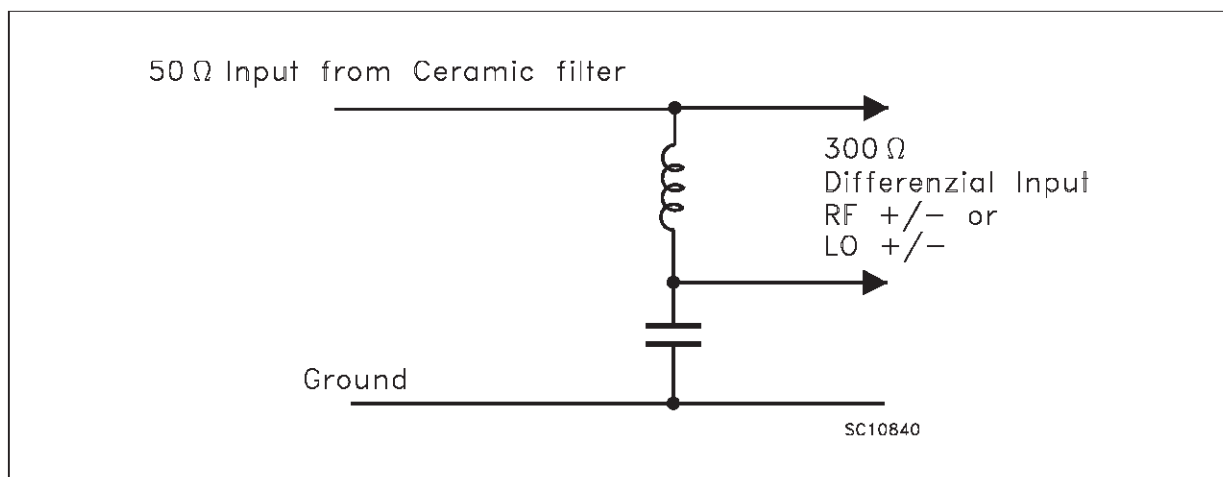 50 Ω Input from Ceramic filter
300 Ω
Differenzial Input
RF +/− or
LO +/−
Ground
SC10840